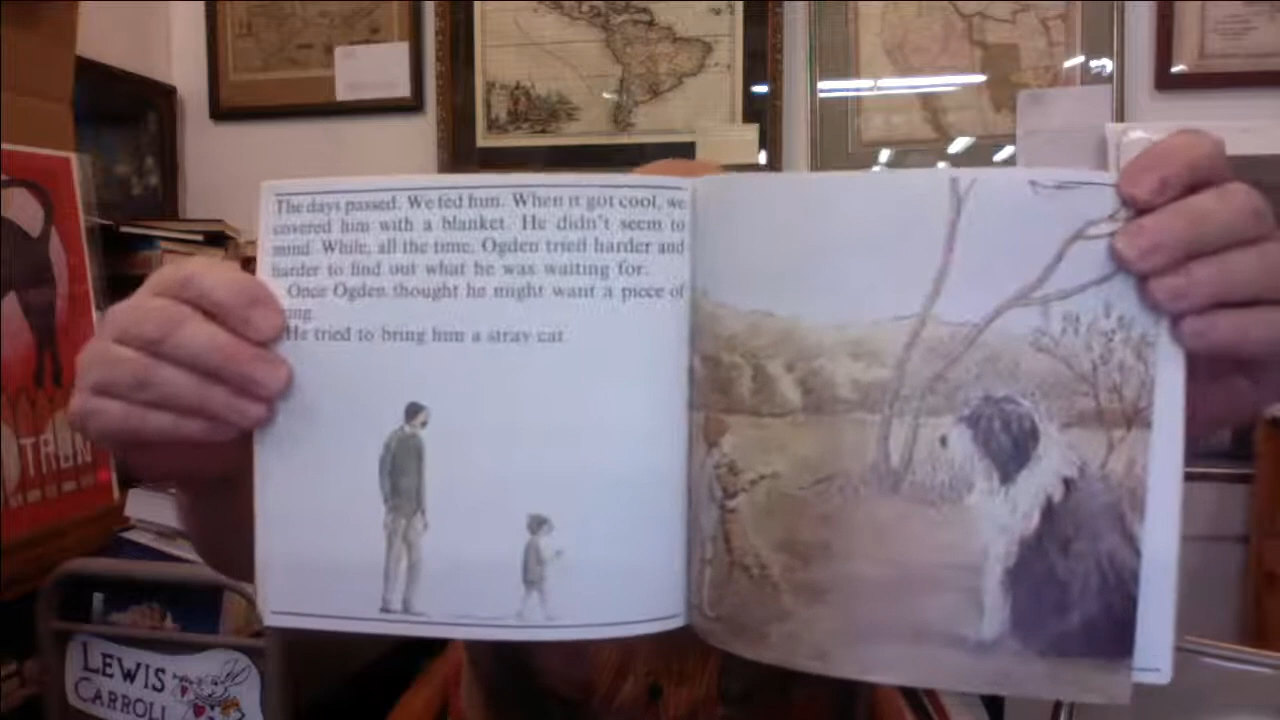 The days passed. We fed him. When it got cool, we
covered him with a blanket. He didn't seem to
mind. While, all the time, Ogden tried harder and
harder to find out what he was waiting for.
Once Ogden thought he might want a piece of
He tried to bring him a stray cat.
TRON
LEWIS
CARROLL